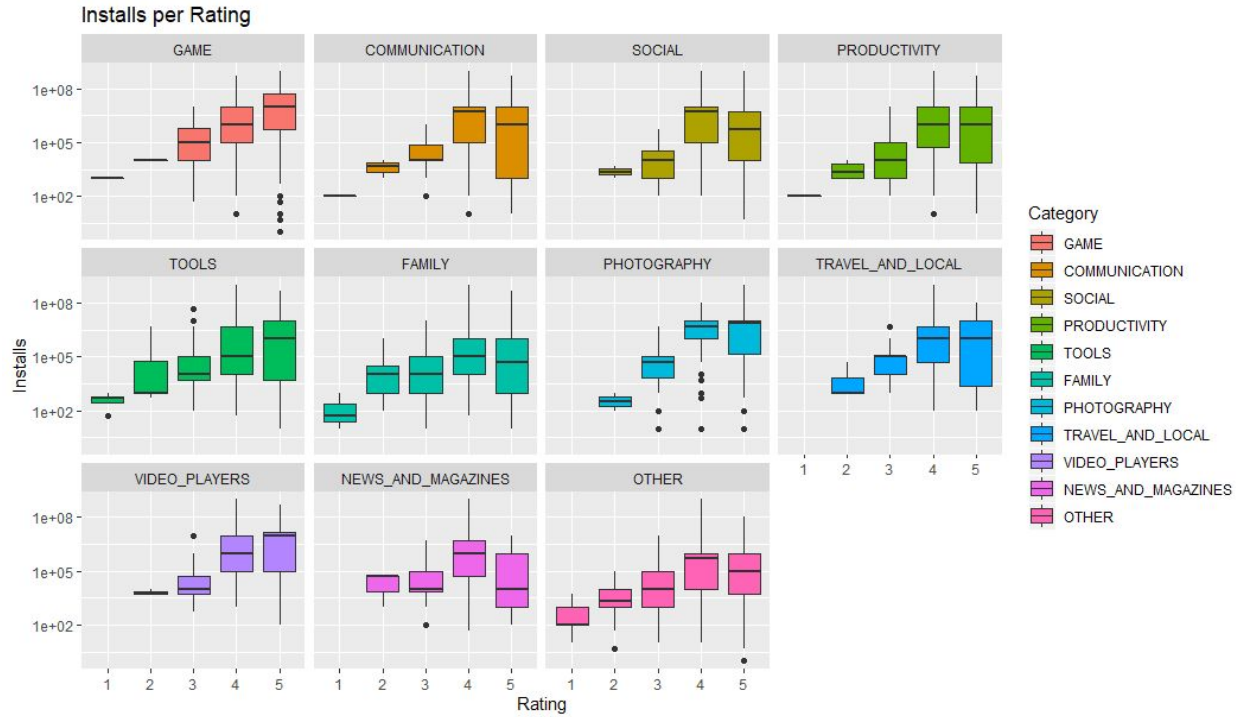 Installs per Rating
GAME COMMUNICATION SOCIAL PRODUCTIVITY
1e+08
1e+05
1e+02
TOOLS FAMILY PHOTOGRAPHY TRAVEL_AND_LOCAL
1e+08
1e+05
1e+02
1 2 3 4 5
VIDEO_PLAYERS NEWS_AND_MAGAZINES OTHER
1e+08
1e+05
1e+02
1 2 3 4 5 1 2 3 4 5 1 2 3 4 5
Installs
Rating
Category
GAME
COMMUNICATION
SOCIAL
PRODUCTIVITY
TOOLS
FAMILY
PHOTOGRAPHY
TRAVEL_AND_LOCAL
VIDEO_PLAYERS
NEWS_AND_MAGAZINES
OTHER